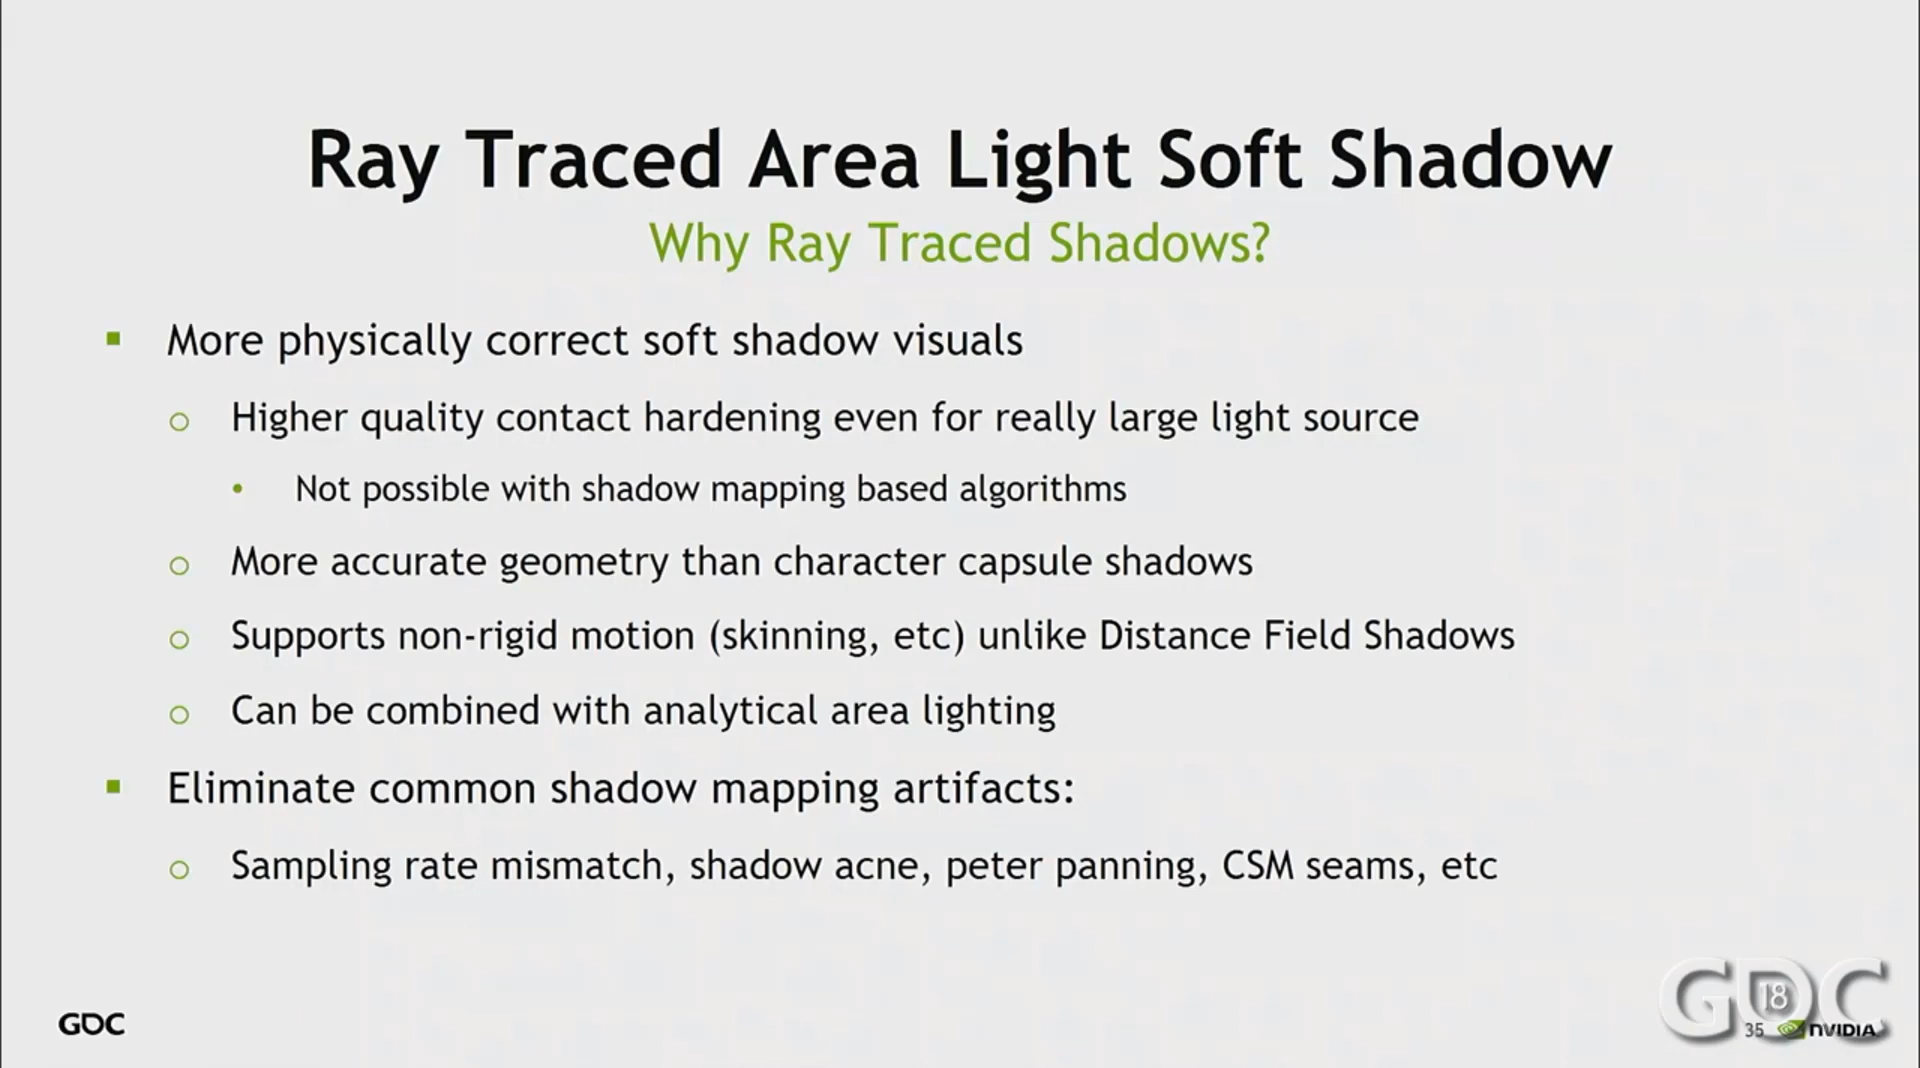 Ray Traced Area Light Soft Shadow
Why Ray Traced Shadows?
More physically correct soft shadow visuals
Higher quality contact hardening even for really large light source
Not possible with shadow mapping based algorithms
More accurate geometry than character capsule shadows
Supports non-rigid motion (skinning, etc) unlike Distance Field Shadows
Can be combined with analytical area lighting
Eliminate common shadow mapping artifacts:
Sampling rate mismatch, shadow acne, peter panning, CSM seams, etc
GDC
GDC
18
35
NVIDIA